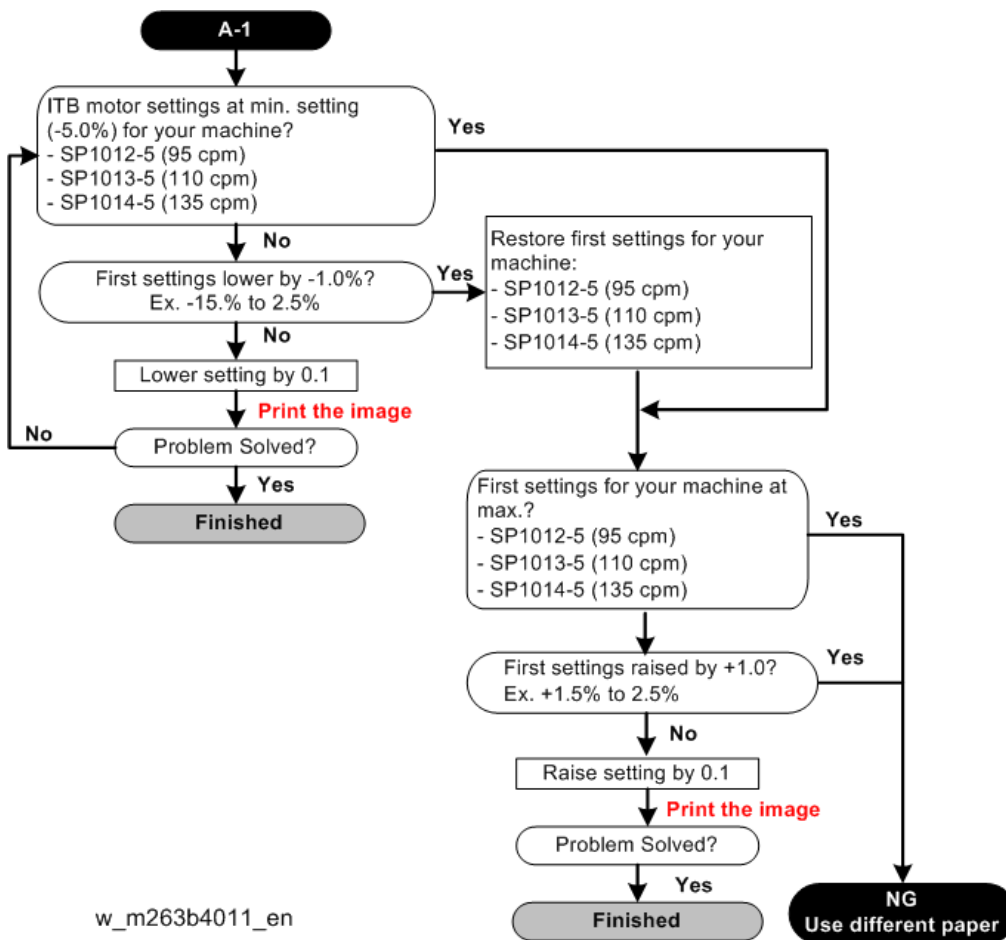 A-1
ITB motor settings at min. setting
(-5.0%) for your machine?
- SP1012-5 (95 cpm)
- SP1013-5 (110 cpm)
- SP1014-5 (135 cpm)
Yes
No
First settings lower by -1.0%?
Ex. -15.% to 2.5%
Yes
Restore first settings for your
machine:
- SP1012-5 (95 cpm)
- SP1013-5 (110 cpm)
- SP1014-5 (135 cpm)
No
Lower setting by 0.1
Print the image
No
Problem Solved?
Yes
Finished
First settings for your machine at
max.?
- SP1012-5 (95 cpm)
- SP1013-5 (110 cpm)
- SP1014-5 (135 cpm)
Yes
First settings raised by +1.0?
Ex. +1.5% to 2.5%
Yes
No
Raise setting by 0.1
Print the image
Problem Solved?
Yes
Finished
NG
Use different paper
w_m263b4011_en